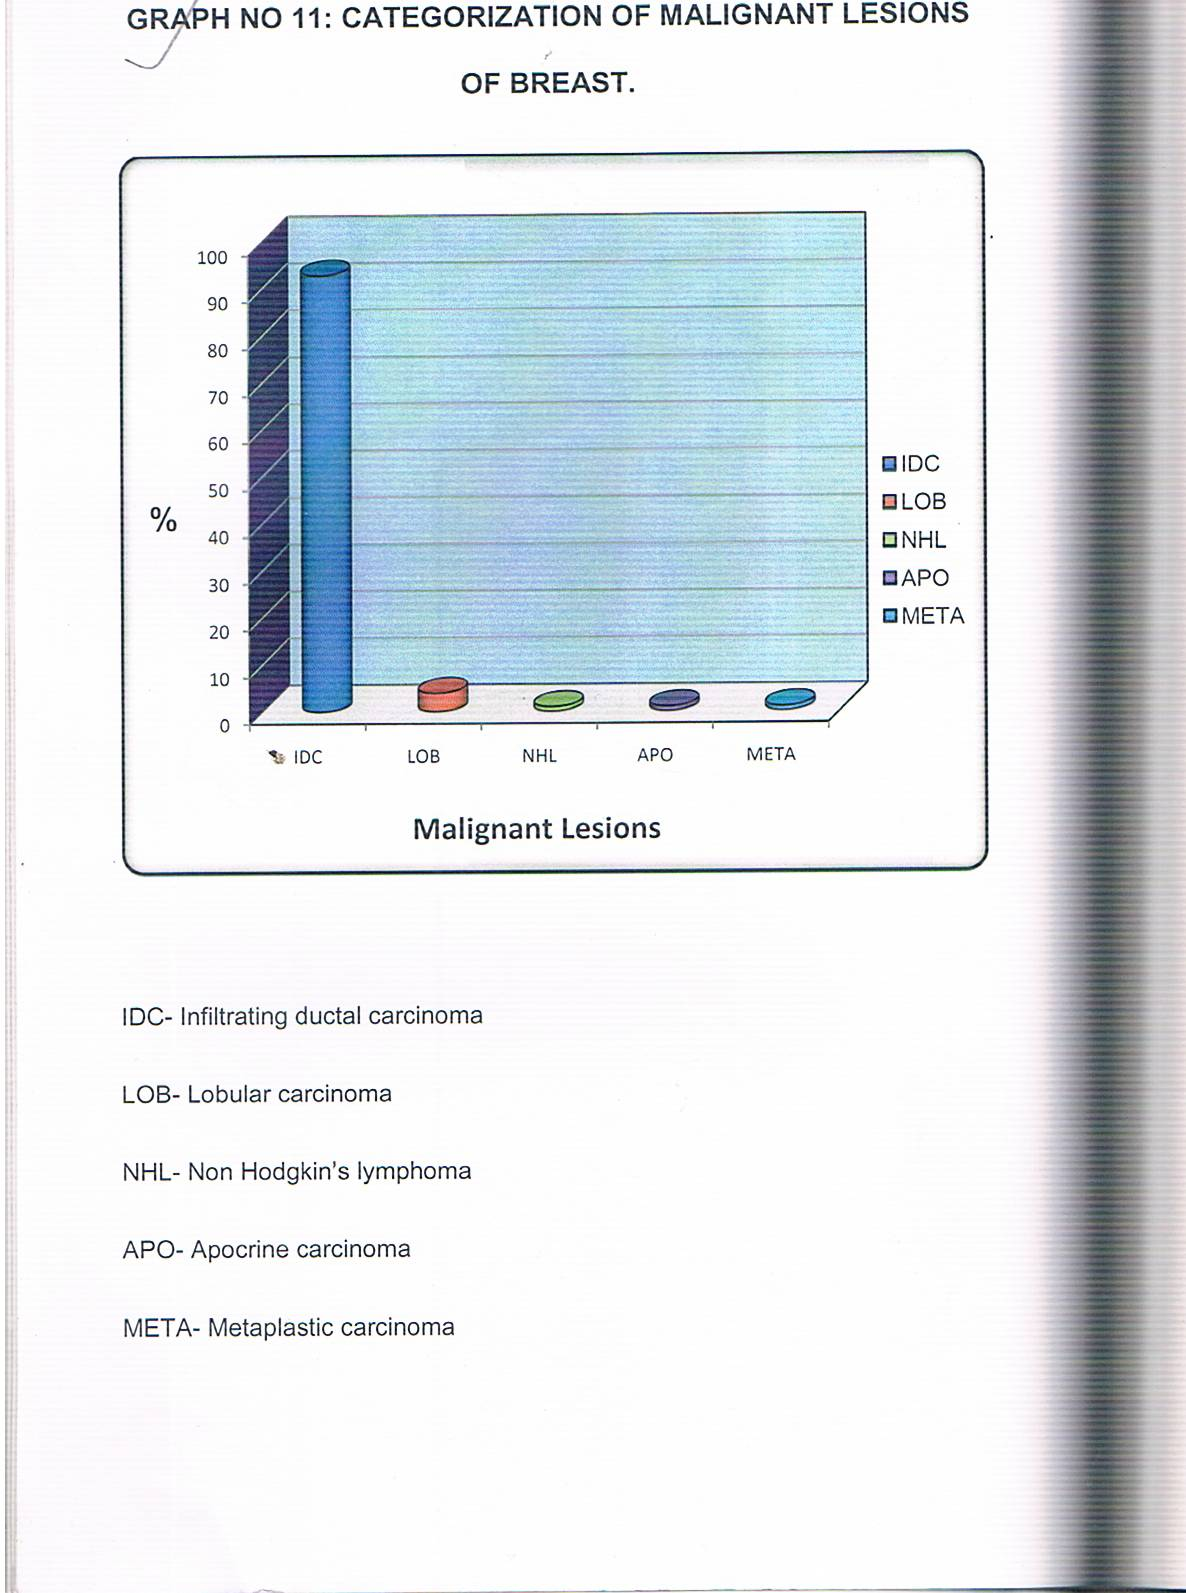 GRAPH NO 11: CATEGORIZATION OF MALIGNANT LESIONS
OF BREAST.
100
90
80
70
60
50
40
30
20
10
0
%
IDC LOB NHL APO META
Malignant Lesions
IDC
LOB
NHL
APO
META
IDC- Infiltrating ductal carcinoma
LOB- Lobular carcinoma
NHL- Non Hodgkin's lymphoma
APO- Apocrine carcinoma
META- Metaplastic carcinoma